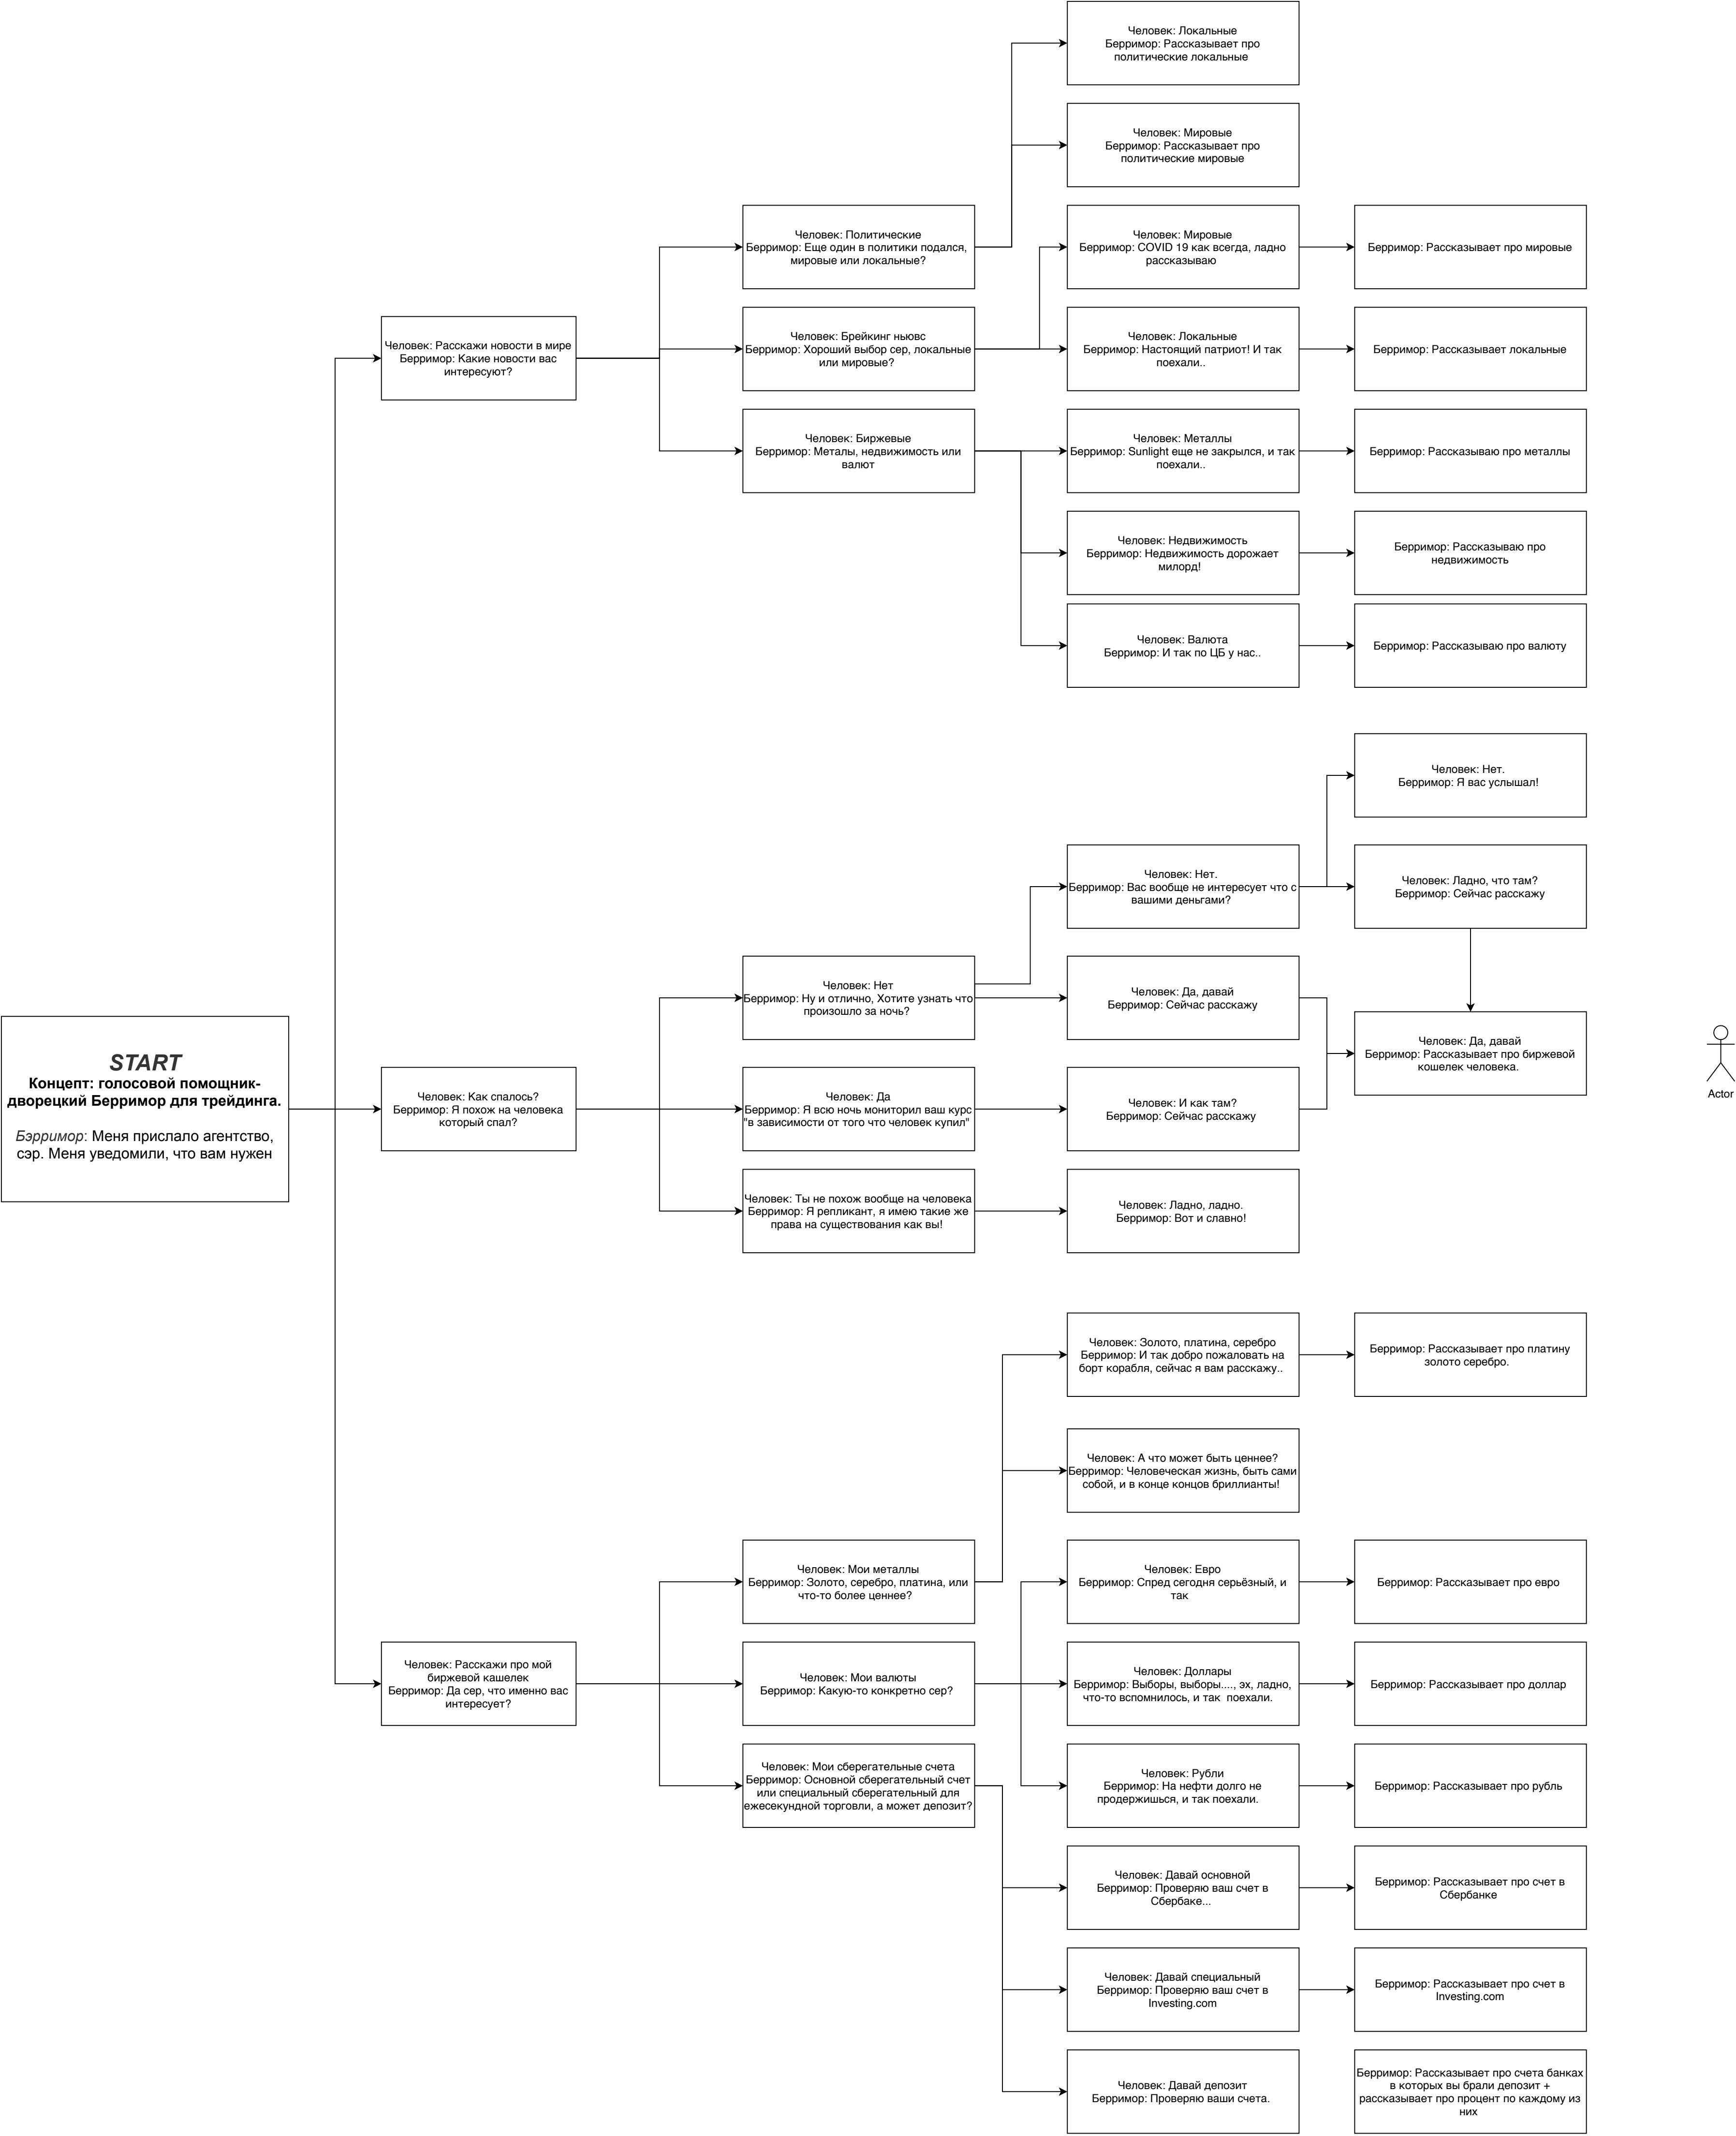 Человек: Локальные
Берримор: Рассказывает про
политические локальные
Человек: Мировые
Берримор: Рассказывает про
политические мировые
Человек: Политические
Берримор: Еще один в политики подался,
мировые или локальные?
Человек: Мировые
Берримор: COVID 19 как всегда, ладно
рассказываю
Берримор: Рассказывает про мировые
Человек: Расскажи новости в мире
Берримор: Какие новости вас
интересуют?
Человек: Брейкинг ньювс
Берримор: Хороший выбор сер, локальные
или мировые?
Человек: Локальные
Берримор: Настоящий патриот! И так
поехали..
Берримор: Рассказывает локальные
Человек: Биржевые
Берримор: Металы, недвижимость или
валют
Человек: Металлы
Берримор: Sunlight еще не закрылся, и так
поехали..
Берримор: Рассказываю про металлы
Человек: Недвижимость
Берримор: Недвижимость дорожает
милорд!
Берримор: Рассказываю про
недвижимость
Человек: Валюта
Берримор: И так по ЦБ у нас..
Берримор: Рассказываю про валюту
Человек: Нет.
Берримор: Я вас услышал!
Человек: Нет.
Берримор: Вас вообще не интересует что с
вашими деньгами?
Человек: Ладно, что там?
Берримор: Сейчас расскажу
Человек: Нет
Берримор: Ну и отлично, Хотите узнать что
произошло за ночь?
Человек: Да, давай
Берримор: Сейчас расскажу
Человек: Да, давай
Берримор: Рассказывает про биржевой
кошелек человека.
Actor
START
Концепт: голосовой помощник-
дворецкий Берримор для трейдинга.
Бэрримор: Меня прислало агентство,
сэр. Меня уведомили, что вам нужен
Человек: Как спалось?
Берримор: Я похож на человека
который спал?
Человек: Да
Берримор: Я всю ночь мониторил ваш курс
"в зависимости от того что человек купил"
Человек: И как там?
Берримор: Сейчас расскажу
Человек: Ты не похож вообще на человека
Берримор: Я репликант, я имею такие же
права на существования как вы!
Человек: Ладно, ладно.
Берримор: Вот и славно!
Человек: Золото, платина, серебро
Берримор: И так добро пожаловать на
борт корабля, сейчас я вам расскажу..
Берримор: Рассказывает про платину
золото серебро.
Человек: А что может быть ценнее?
Берримор: Человеческая жизнь, быть сами
собой, и в конце концов бриллианты!
Человек: Мои металлы
Берримор: Золото, серебро, платина, или
что-то более ценнее?
Человек: Евро
Берримор: Спред сегодня серьёзный, и
так
Берримор: Рассказывает про евро
Человек: Расскажи про мой
биржевой кашелек
Берримор: Да сер, что именно вас
интересует?
Человек: Мои валюты
Берримор: Какую-то конкретно сер?
Человек: Доллары
Берримор: Выборы, выборы...., эх, ладно,
что-то вспомнилось, и так  поехали.
Берримор: Рассказывает про доллар
Человек: Мои сберегательные счета
Берримор: Основной сберегательный счет
или специальный сберегательный для
ежесекундной торговли, а может депозит?
Человек: Рубли
Берримор: На нефти долго не
продержишься, и так поехали.
Берримор: Рассказывает про рубль
Человек: Давай основной
Берримор: Проверяю ваш счет в
Сбербаке...
Берримор: Рассказывает про счет в
Сбербанке
Человек: Давай специальный
Берримор: Проверяю ваш счет в
Investing.com
Берримор: Рассказывает про счет в
Investing.com
Человек: Давай депозит
Берримор: Проверяю ваши счета.
Берримор: Рассказывает про счета банках
в которых вы брали депозит +
рассказывает про процент по каждому из
них